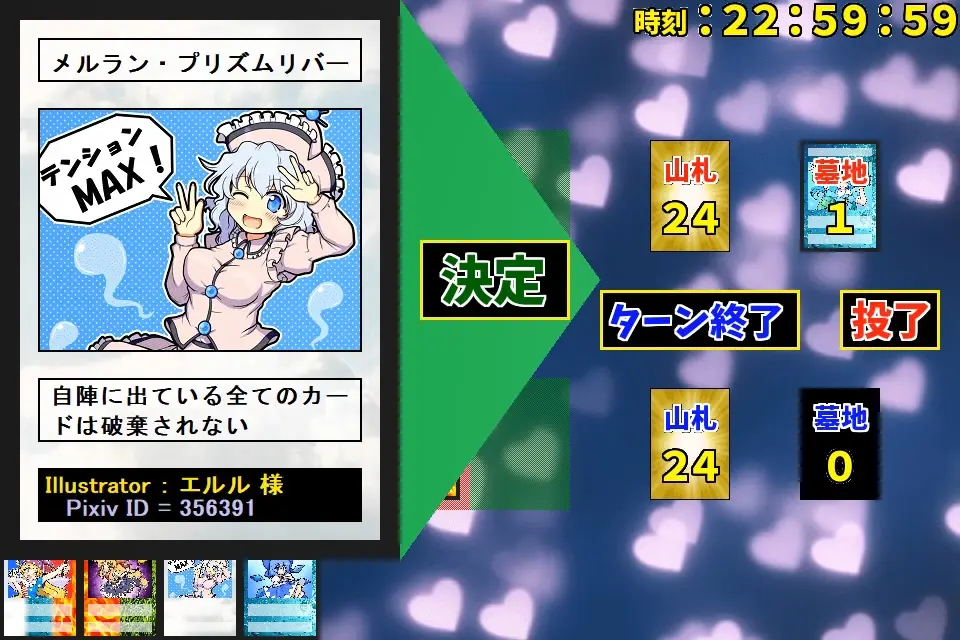 メルラン・プリズムリバー
テンション
MAX!
自陣に出ている全てのカー
ドは破棄されない
Illustrator : エルル 様
Pixiv ID = 356391
決定
時刻:22:59:59
山札
24
墓地
1
ターン終了
投了
山札
24
墓地
0